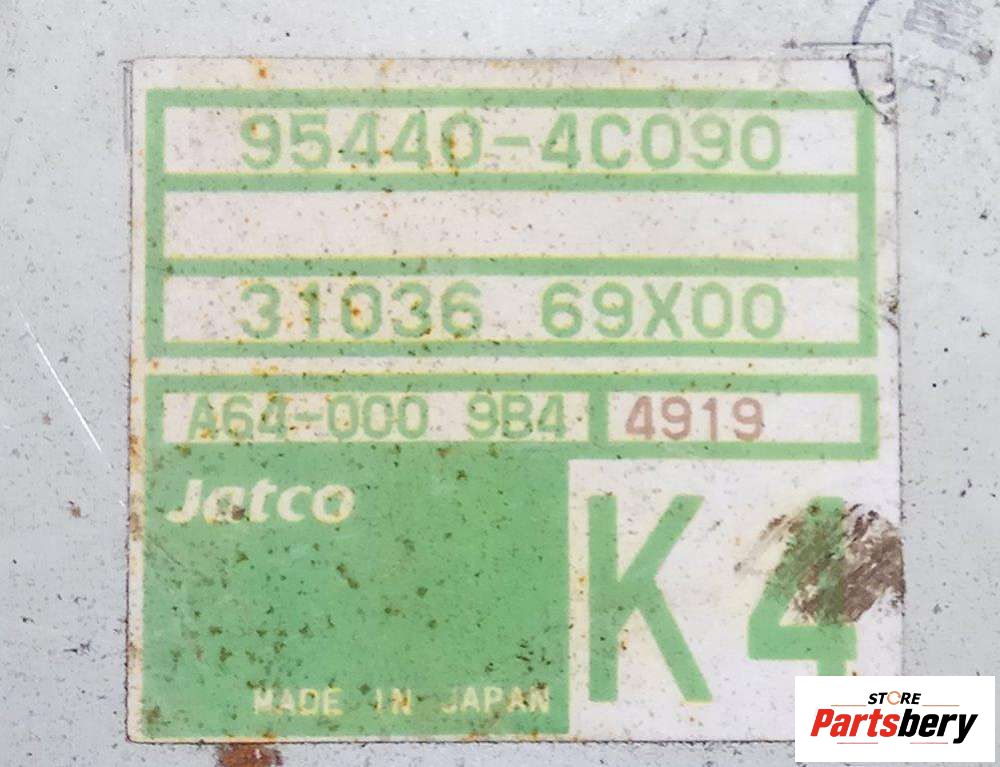 95440-4C090
31036 69X00
A64-000 9B4 4919
Jatco
K4
MADE IN JAPAN
STORE
Partsbery